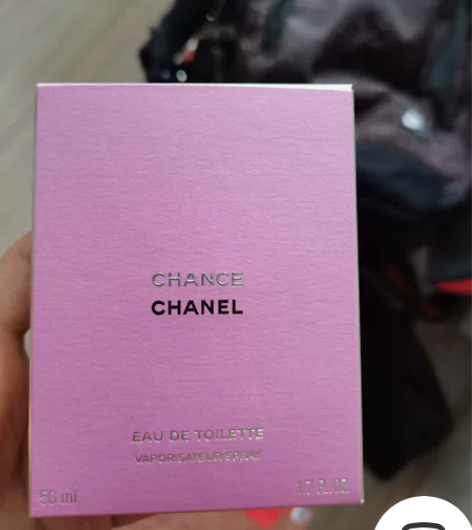 CHANCE
CHANEL
EAU DE TOILETTE
VAPORISATEUR SPRAY
50 ml 1.7 FL. OZ.